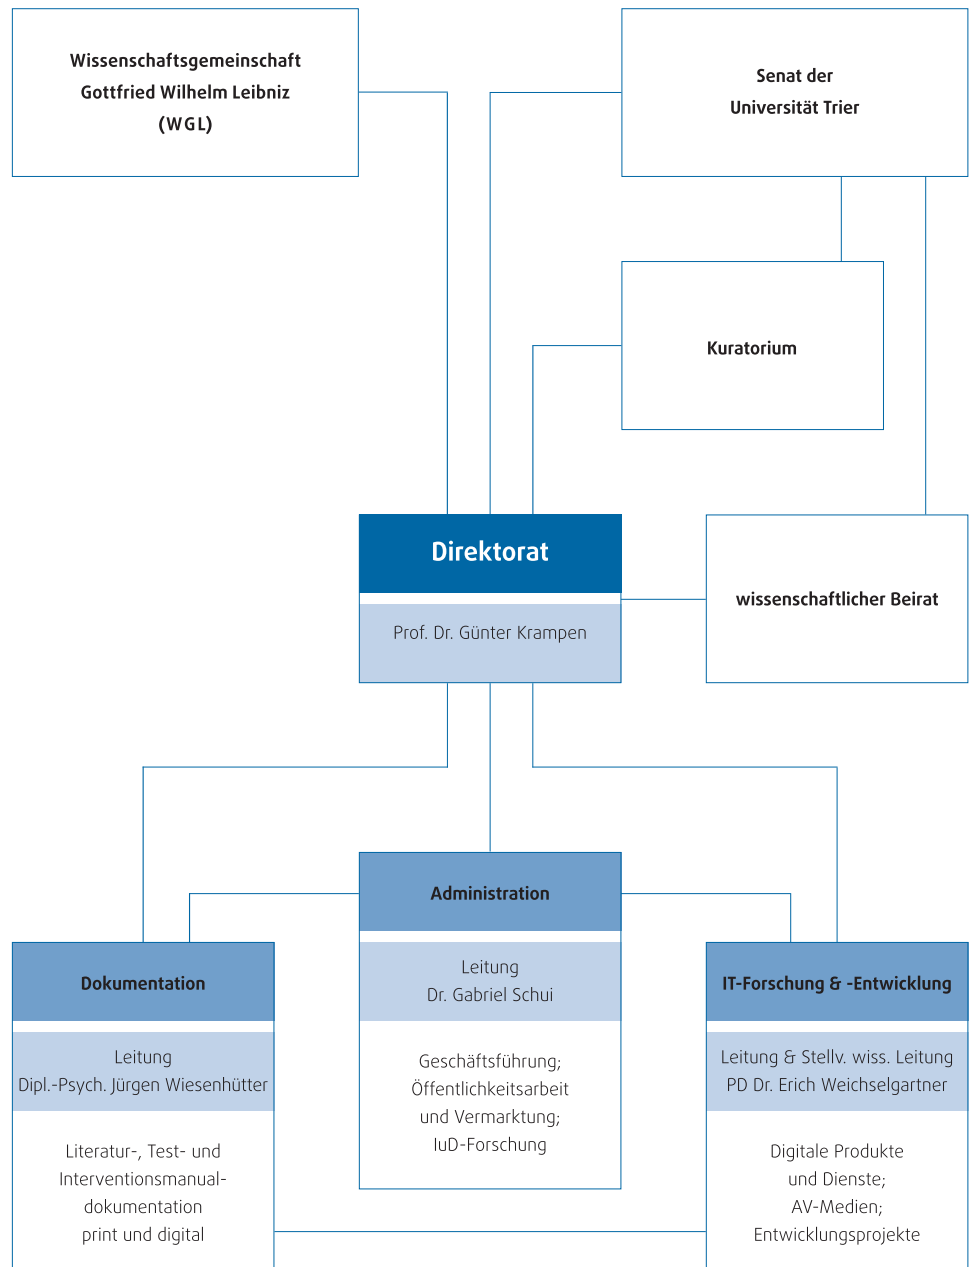 Wissenschaftsgemeinschaft
Gottfried Wilhelm Leibniz
(WGL)
Senat der
Universität Trier
Kuratorium
Direktorat
Prof. Dr. Günter Krampen
wissenschaftlicher Beirat
Administration
Leitung
Dr. Gabriel Schui
Geschäftsführung;
Öffentlichkeitsarbeit
und Vermarktung;
IuD-Forschung
Dokumentation
Leitung
Dipl.-Psych. Jürgen Wiesenhütter
Literatur-, Test- und
Interventionsmanual-
dokumentation
print und digital
IT-Forschung & -Entwicklung
Leitung & Stellv. wiss. Leitung
PD Dr. Erich Weichselgartner
Digitale Produkte
und Dienste;
AV-Medien;
Entwicklungsprojekte